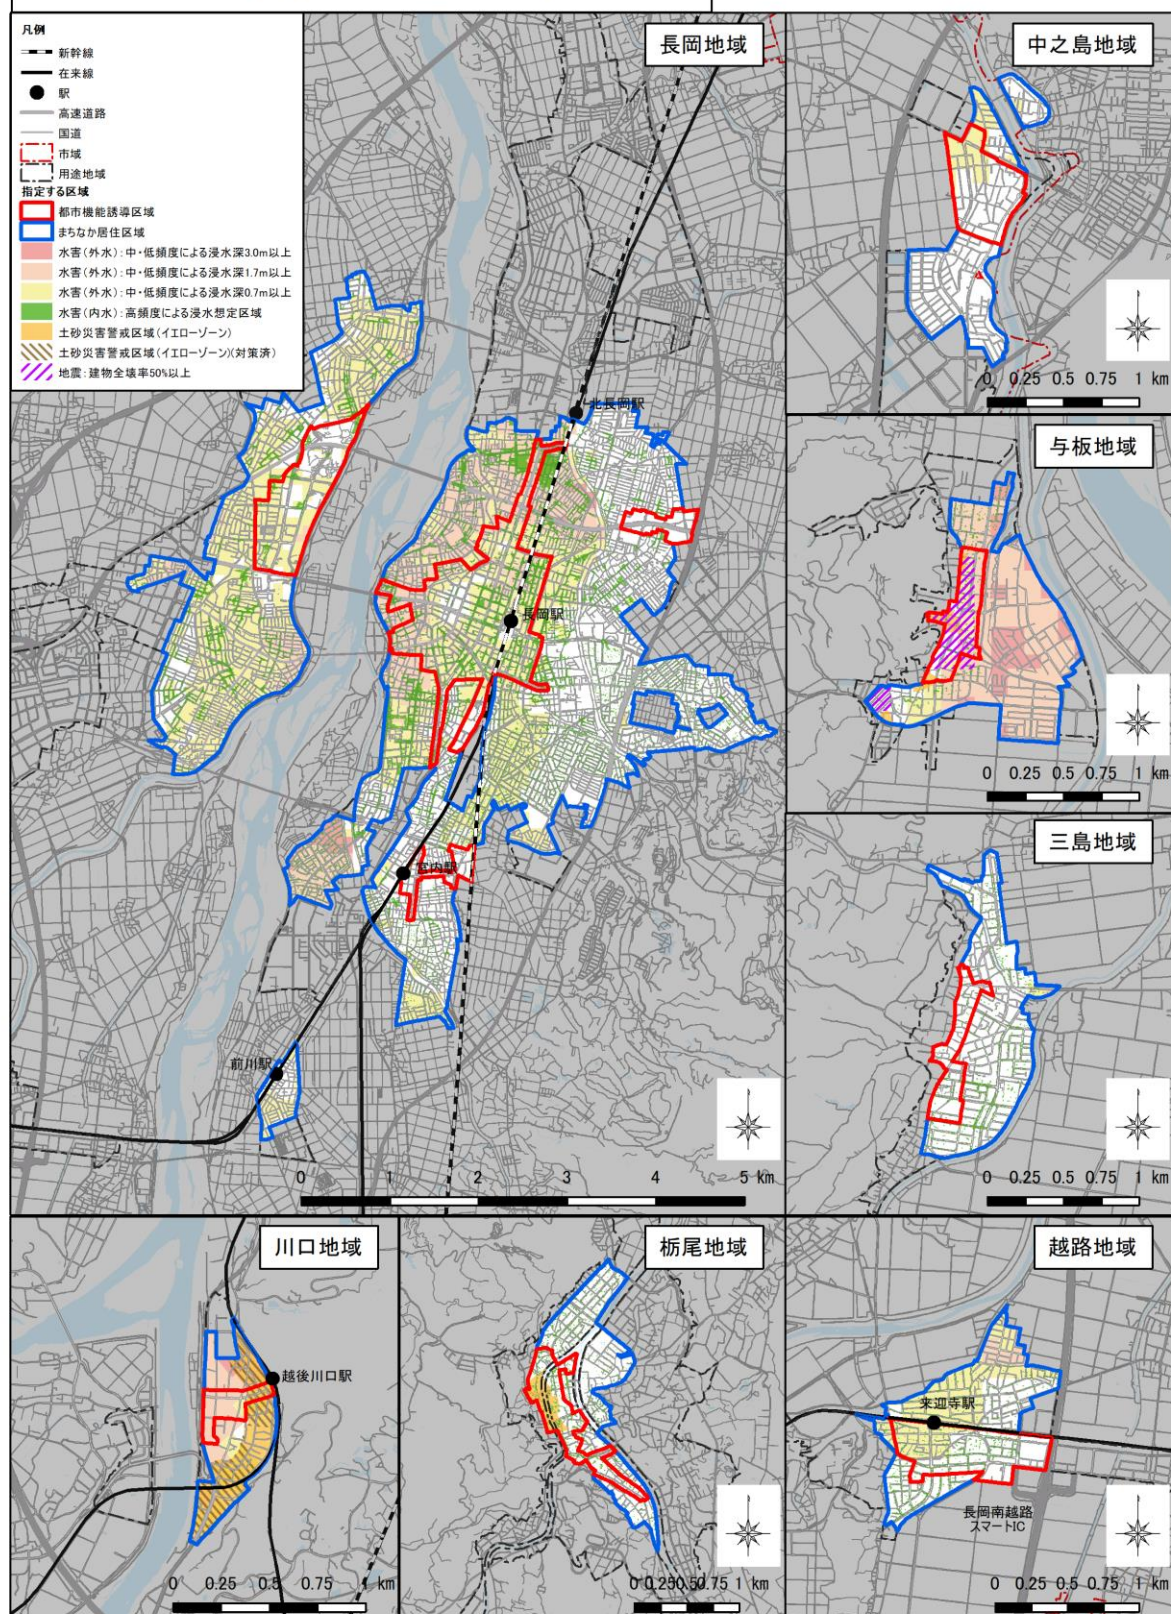 凡例
新幹線
在来線
駅
高速道路
国道
市域
用途地域
指定する区域
都市機能誘導区域
まちなか居住区域
水害(外水):中・低頻度による浸水深3.0m以上
水害(外水):中・低頻度による浸水深1.7m以上
水害(外水):中・低頻度による浸水深0.7m以上
水害(内水):高頻度による浸水想定区域
土砂災害警戒区域(イエローゾーン)
土砂災害警戒区域(イエローゾーン)(対策済)
地震:建物全壊率50%以上
長岡地域
北長岡駅
長岡駅
宮内駅
前川駅
0 1 2 3 4 5 km
中之島地域
0 0.25 0.5 0.75 1 km
与板地域
0 0.25 0.5 0.75 1 km
三島地域
0 0.25 0.5 0.75 1 km
川口地域
越後川口駅
0 0.25 0.5 0.75 1 km
栃尾地域
0 0.25 0.5 0.75 1 km
越路地域
来迎寺駅
長岡南越路
スマートIC
0 0.25 0.5 0.75 1 km